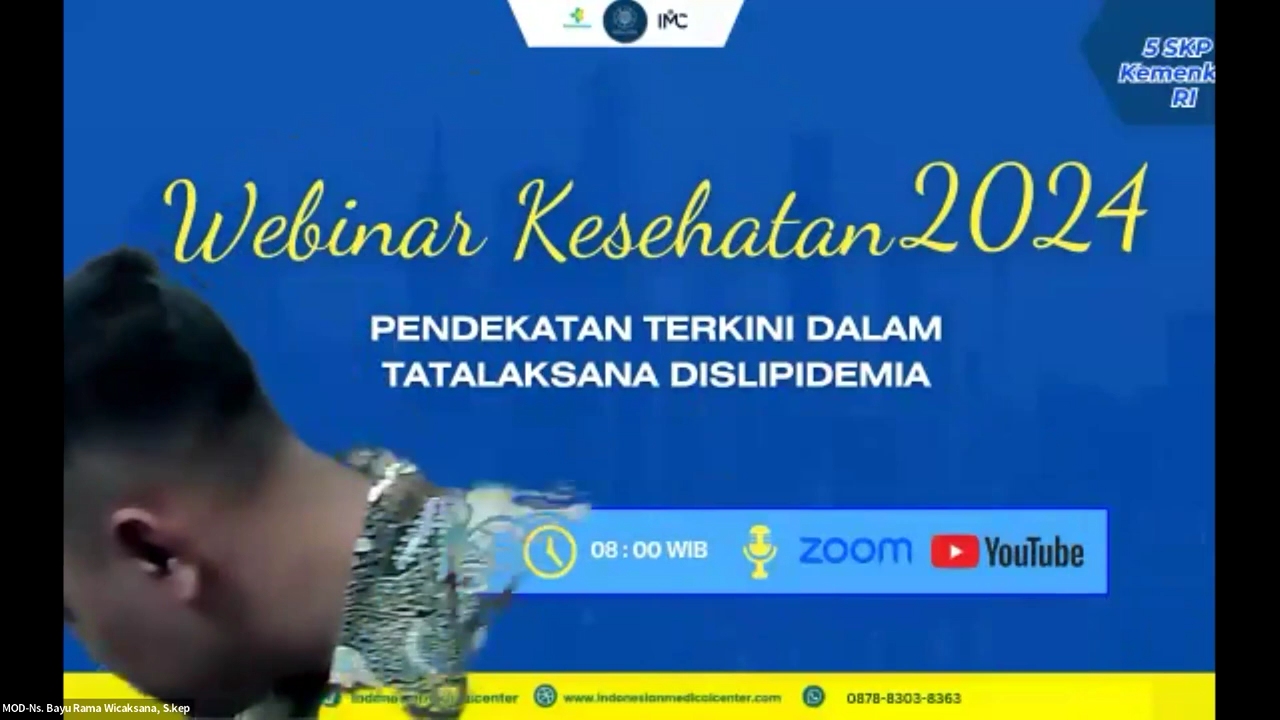 IMC
5 SKP
Kemenk
RI
Webinar Kesehatan 2024
PENDEKATAN TERKINI DALAM
TATALAKSANA DISLIPIDEMIA
08 : 00 WIB
zoom
YouTube
www.indonesianmedicalcenter.com
0878-8303-8363
MOD-Ns. Bayu Rama Wicaksana, S.kep